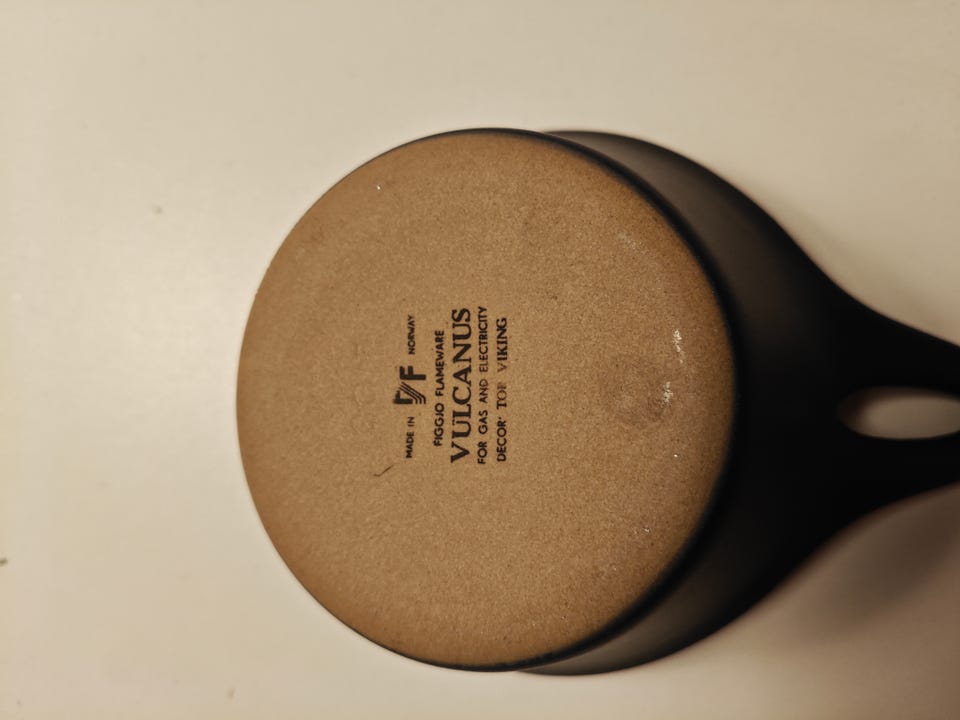 MADE IN F NORWAY
FIGGJO FLAMEWARE
VULCANUS
FOR GAS AND ELECTRICITY
DECOR: TOR VIKING